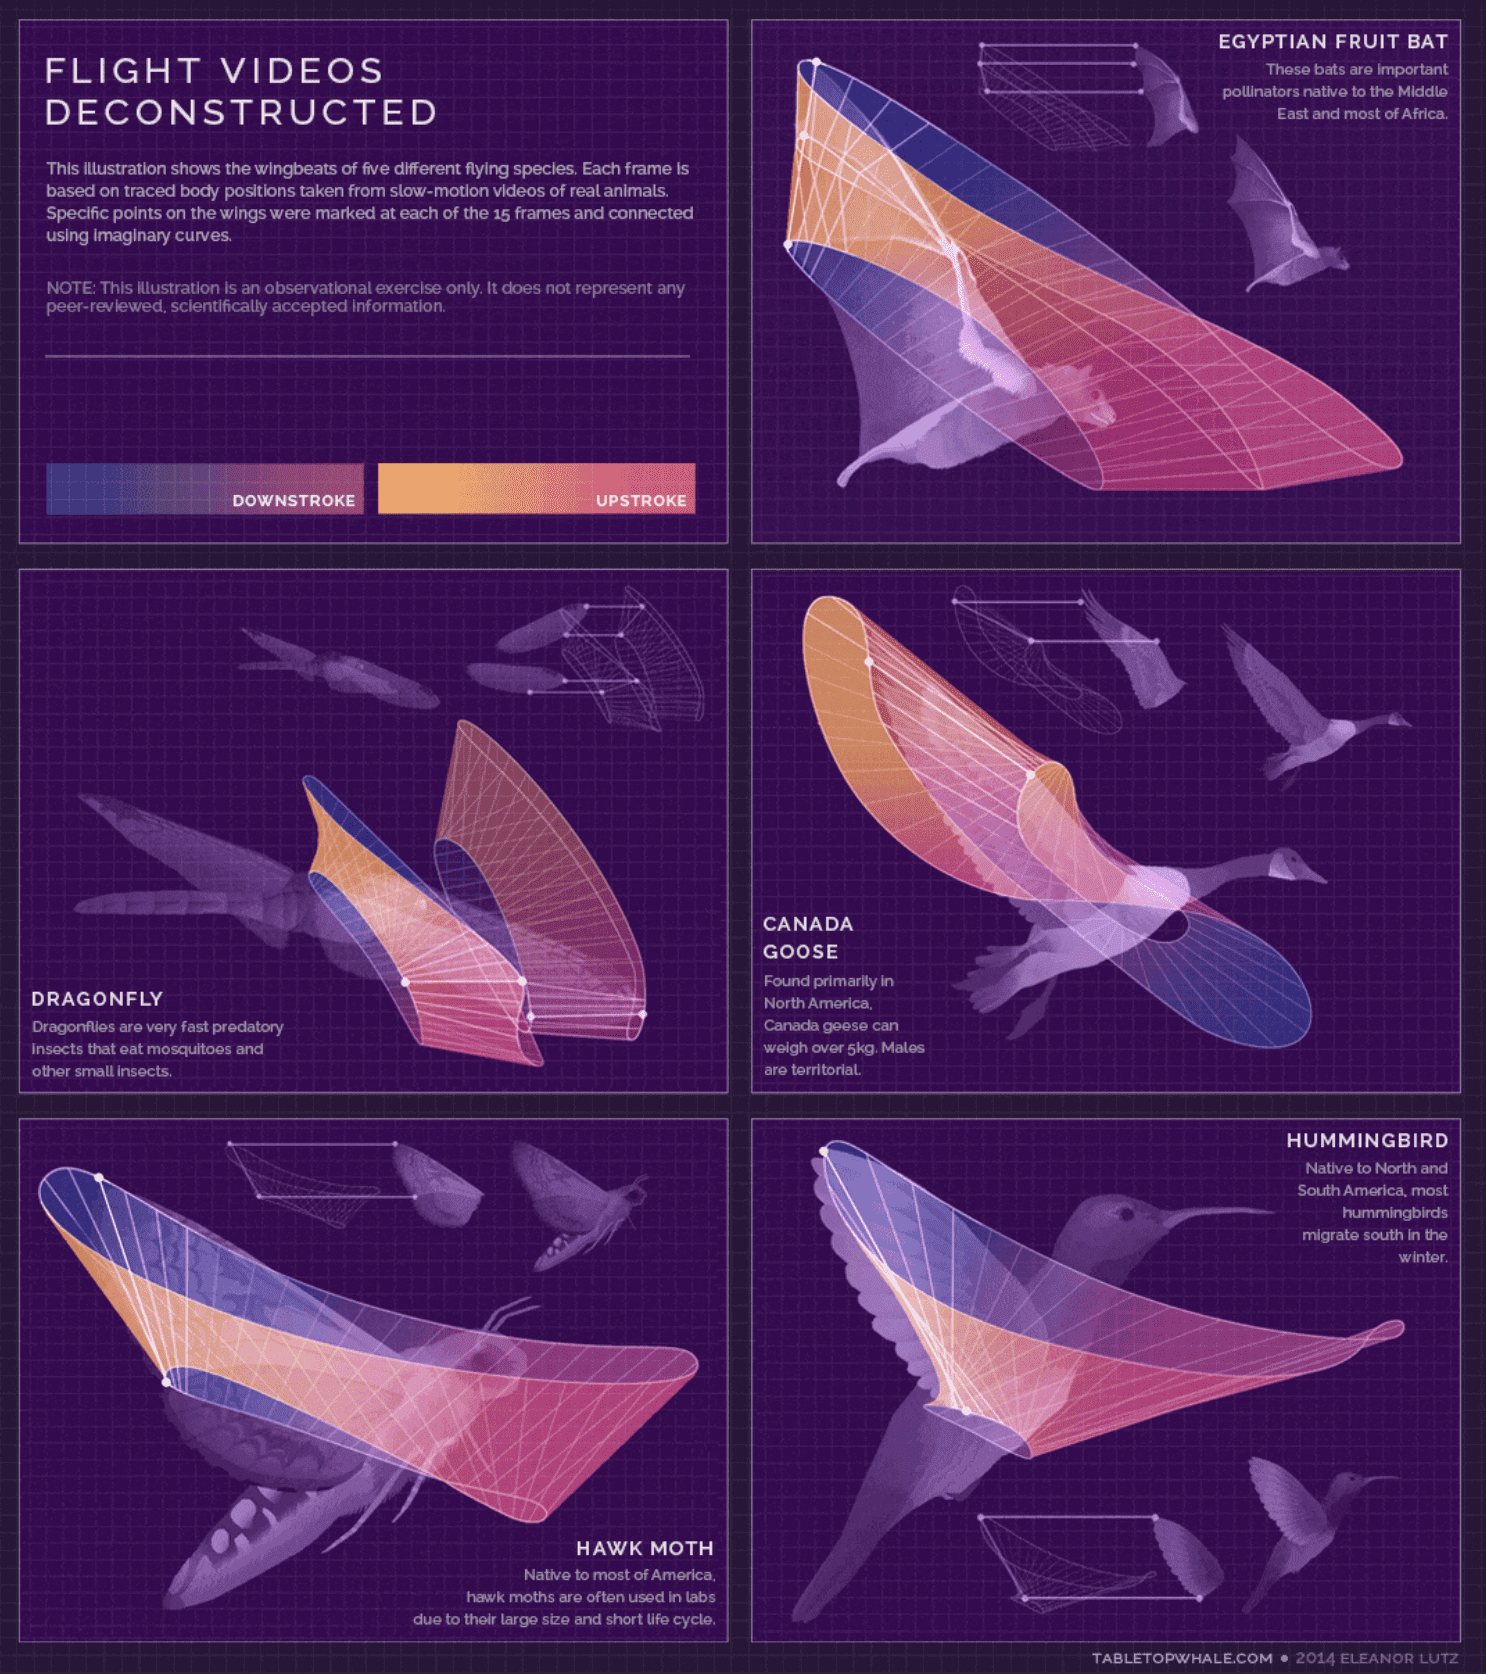 FLIGHT VIDEOS
DECONSTRUCTED
This illustration shows the wingbeats of five different flying species. Each frame is
based on traced body positions taken from slow-motion videos of real animals.
Specific points on the wings were marked at each of the 15 frames and connected
using imaginary curves.
NOTE: This illustration is an observational exercise only. It does not represent any
peer-reviewed, scientifically accepted information.
DOWNSTROKE
UPSTROKE
EGYPTIAN FRUIT BAT
These bats are important
pollinators native to the Middle
East and most of Africa.
DRAGONFLY
Dragonflies are very fast predatory
insects that eat mosquitoes and
other small insects.
CANADA
GOOSE
Found primarily in
North America,
Canada geese can
weigh over 5kg. Males
are territorial.
HAWK MOTH
Native to most of America,
hawk moths are often used in labs
due to their large size and short life cycle.
HUMMINGBIRD
Native to North and
South America, most
hummingbirds
migrate south in the
winter.
TABLETOPWHALE.COM • 2014 ELEANOR LUTZ